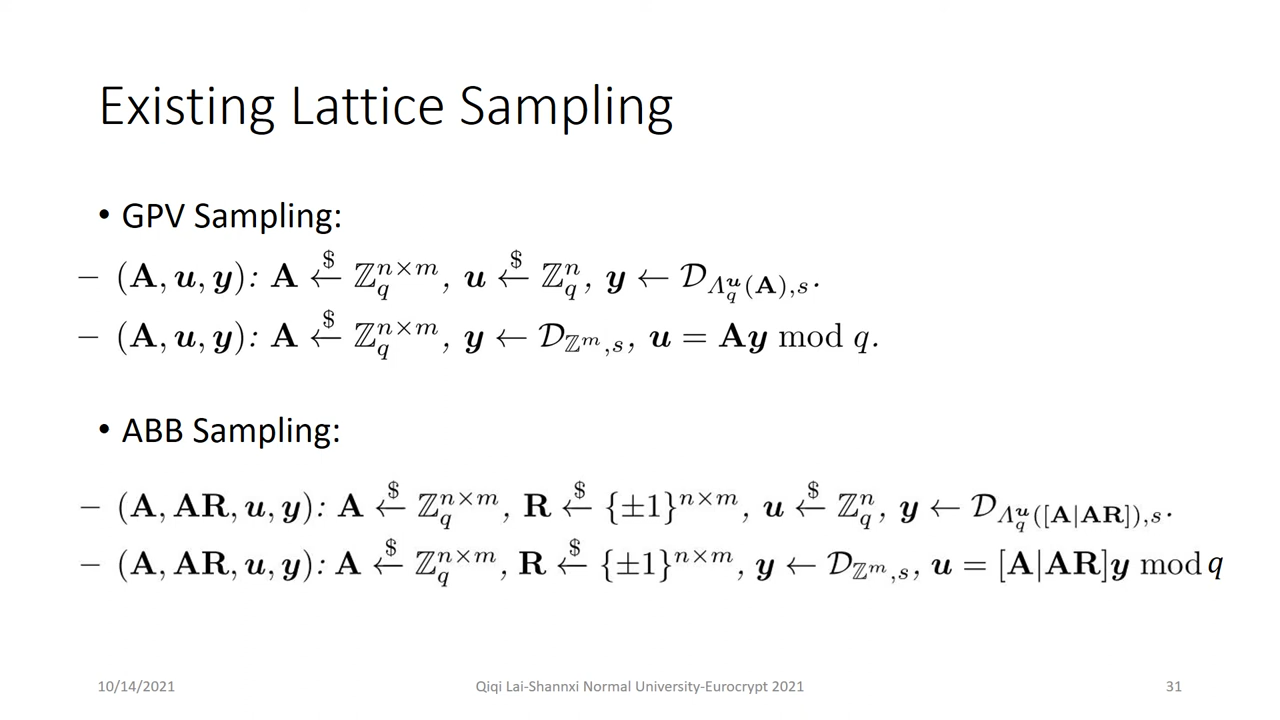 Existing Lattice Sampling
• GPV Sampling:
– (A, u, y): A $← ℤ_q^{n×m}, u $← ℤ_q^n, y ← 𝒟_{Λ_q^u(A),s}.
– (A, u, y): A $← ℤ_q^{n×m}, y ← 𝒟_{ℤ^m,s}, u = Ay mod q.
• ABB Sampling:
– (A, AR, u, y): A $← ℤ_q^{n×m}, R $← {±1}^{n×m}, u $← ℤ_q^n, y ← 𝒟_{Λ_q^u([A|AR]),s}.
– (A, AR, u, y): A $← ℤ_q^{n×m}, R $← {±1}^{n×m}, y ← 𝒟_{ℤ^m,s}, u = [A|AR]y mod q
10/14/2021 Qiqi Lai-Shannxi Normal University-Eurocrypt 2021 31